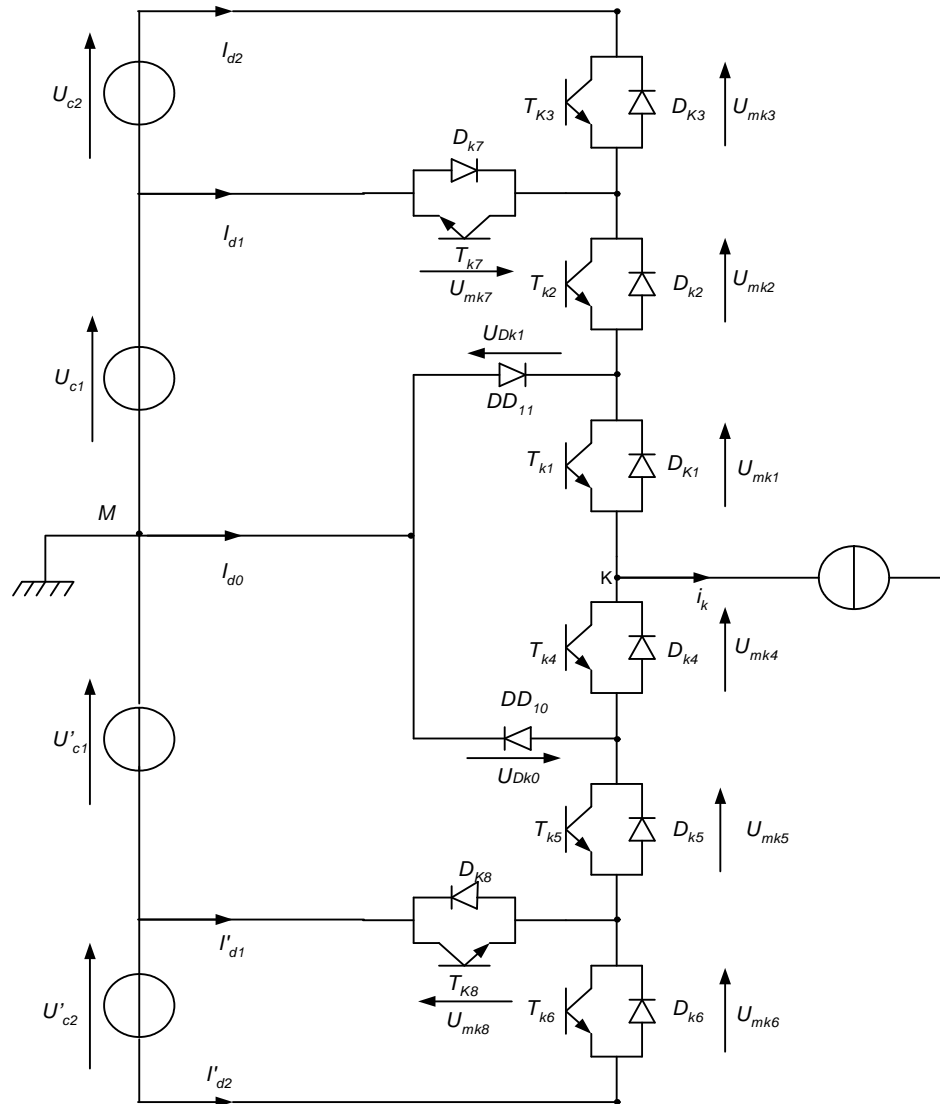 I_d2
U_c2
T_K3
D_K3
U_mk3
D_k7
I_d1
T_k7
U_mk7
T_k2
D_k2
U_mk2
U_Dk1
U_c1
DD_11
T_k1
D_K1
U_mk1
M
I_d0
K
i_k
T_k4
D_k4
U_mk4
DD_10
U'_c1
U_Dk0
T_k5
D_k5
U_mk5
D_K8
I'_d1
T_K8
U_mk8
U'_c2
T_k6
D_k6
U_mk6
I'_d2